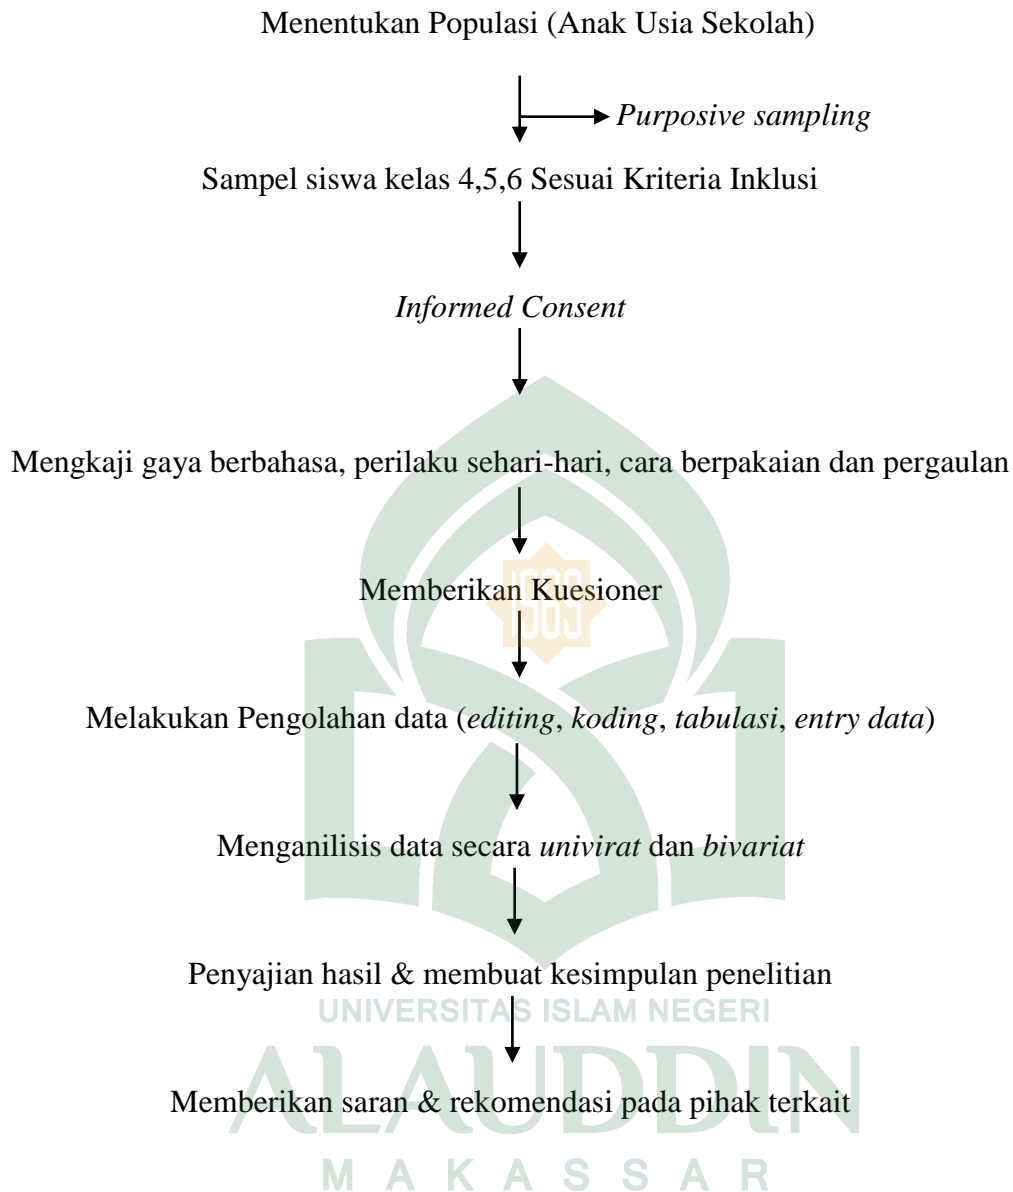 Menentukan Populasi (Anak Usia Sekolah)
Purposive sampling
Sampel siswa kelas 4,5,6 Sesuai Kriteria Inklusi
Informed Consent
Mengkaji gaya berbahasa, perilaku sehari-hari, cara berpakaian dan pergaulan
Memberikan Kuesioner
1965
Melakukan Pengolahan data (editing, koding, tabulasi, entry data)
Menganilisis data secara univirat dan bivariat
Penyajian hasil & membuat kesimpulan penelitian
UNIVERSITAS ISLAM NEGERI
ALAUDDIN
Memberikan saran & rekomendasi pada pihak terkait
MAKASSAR